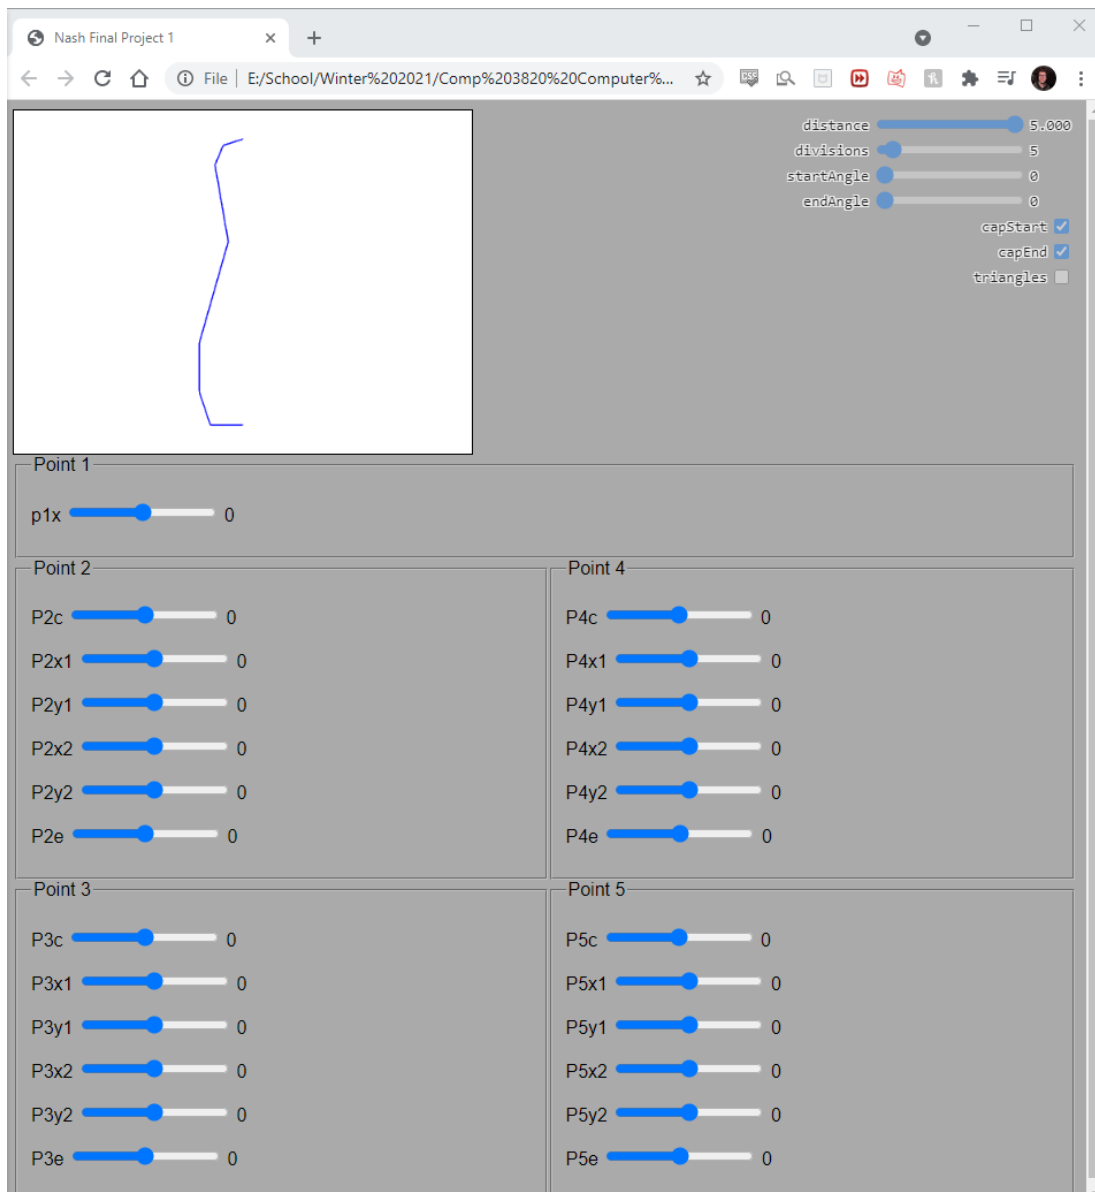 Nash Final Project 1
File E:/School/Winter%202021/Comp%203820%20Computer%...
CSC
distance 5.000
divisions 5
startAngle 0
endAngle 0
capStart
capEnd
triangles
Point 1
p1x 0
Point 2
P2c 0
P2x1 0
P2y1 0
P2x2 0
P2y2 0
P2e 0
Point 4
P4c 0
P4x1 0
P4y1 0
P4x2 0
P4y2 0
P4e 0
Point 3
P3c 0
P3x1 0
P3y1 0
P3x2 0
P3y2 0
P3e 0
Point 5
P5c 0
P5x1 0
P5y1 0
P5x2 0
P5y2 0
P5e 0